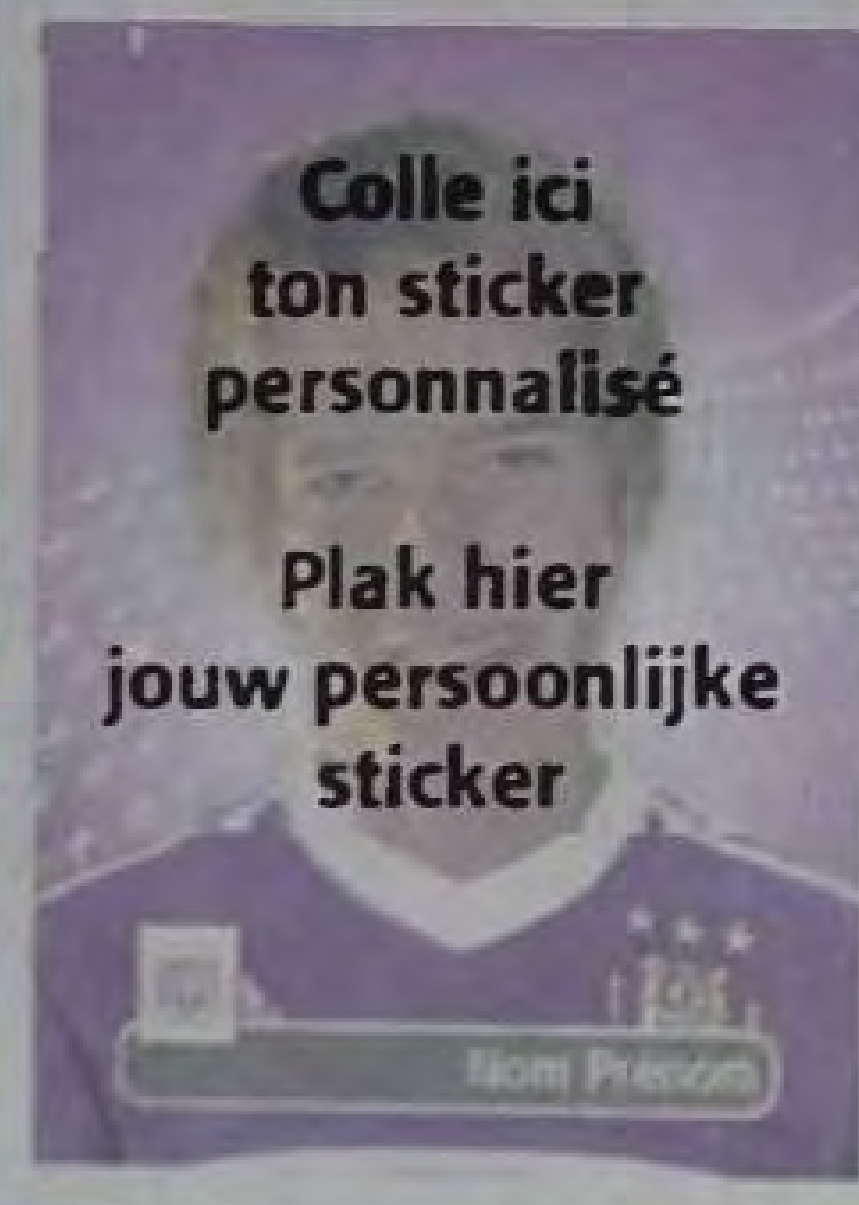 Colle ici
ton sticker
personnalisé
Plak hier
jouw persoonlijke
sticker
Nom Prénom